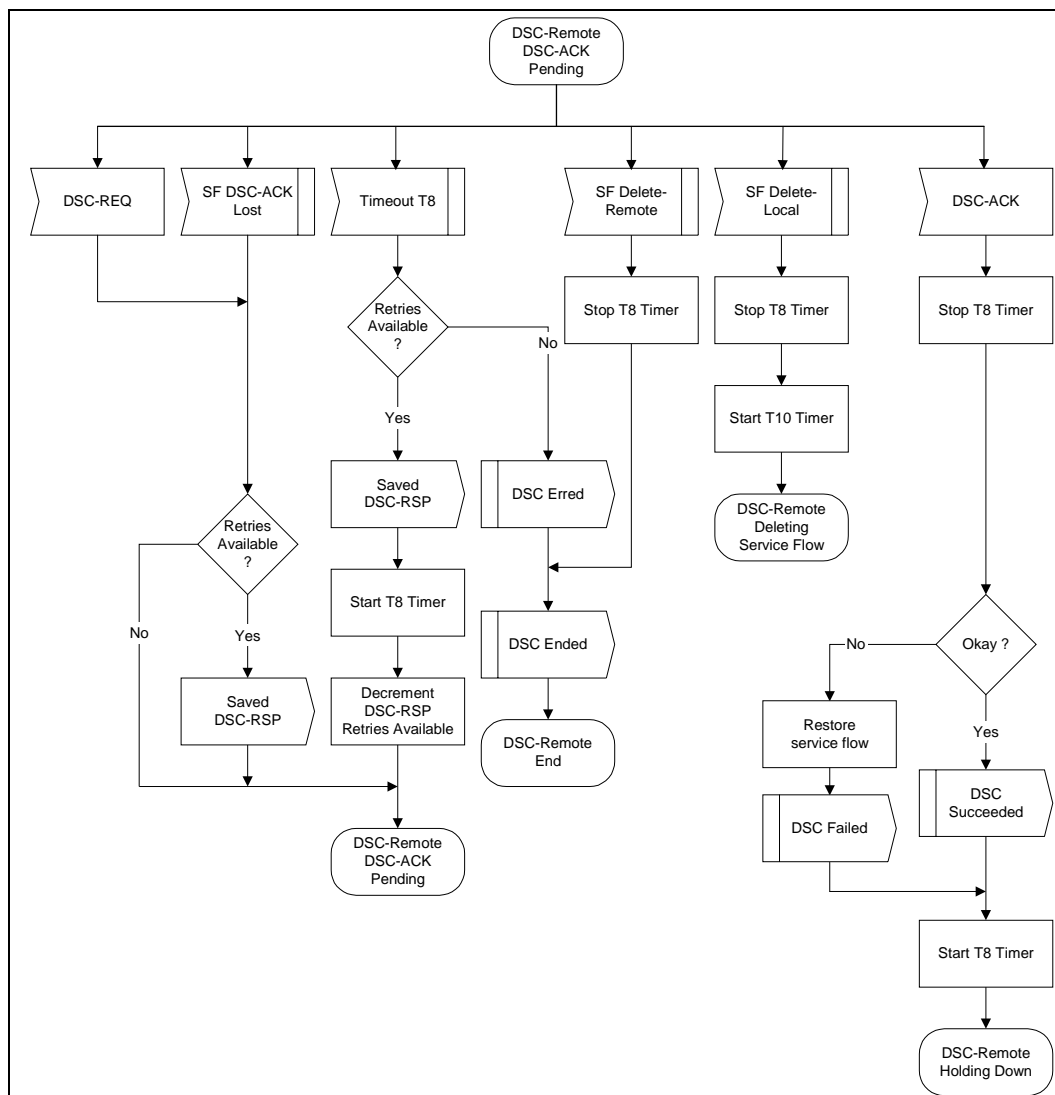 DSC-Remote
DSC-ACK
Pending
DSC-REQ
SF DSC-ACK
Lost
Timeout T8
SF Delete-
Remote
SF Delete-
Local
DSC-ACK
Retries
Available
?
Stop T8 Timer
Stop T8 Timer
Stop T8 Timer
No
Yes
Start T10 Timer
Saved
DSC-RSP
DSC Erred
DSC-Remote
Deleting
Service Flow
Retries
Available
?
Start T8 Timer
No
Yes
DSC Ended
No
Okay ?
Saved
DSC-RSP
Decrement
DSC-RSP
Retries Available
Restore
service flow
Yes
DSC-Remote
End
DSC Failed
DSC
Succeeded
DSC-Remote
DSC-ACK
Pending
Start T8 Timer
DSC-Remote
Holding Down